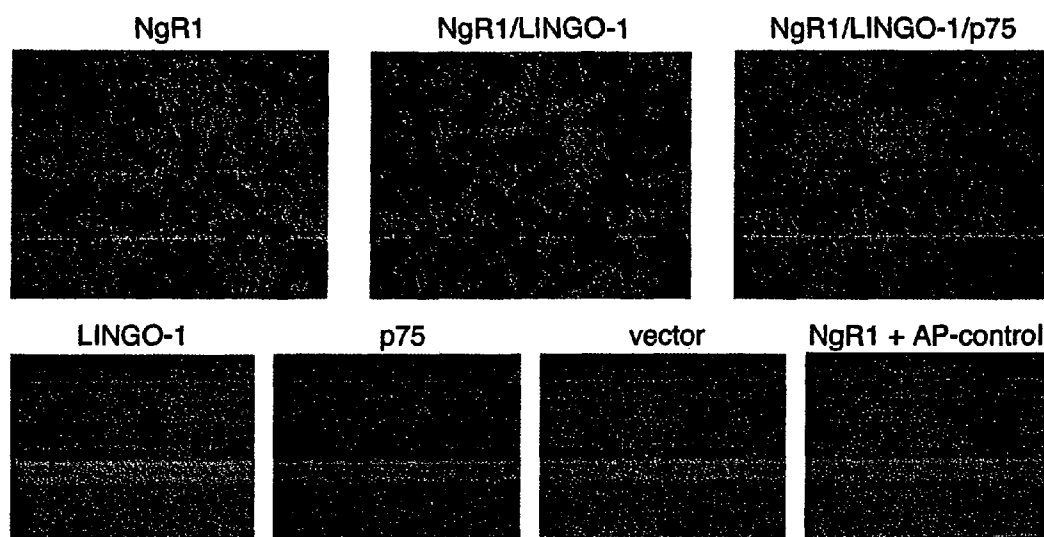 NgR1
NgR1/LINGO-1
NgR1/LINGO-1/p75
LINGO-1
p75
vector
NgR1 + AP-control